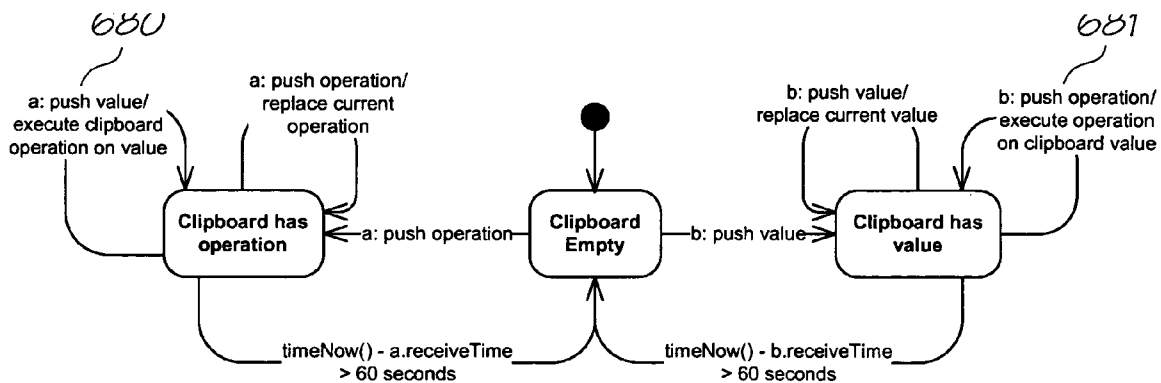 680
681
a: push value/
execute clipboard
operation on value
a: push operation/
replace current
operation
b: push value/
replace current value
b: push operation/
execute operation
on clipboard value
Clipboard has
operation
a: push operation
Clipboard
Empty
b: push value
Clipboard has
value
timeNow() - a.receiveTime
> 60 seconds
timeNow() - b.receiveTime
> 60 seconds